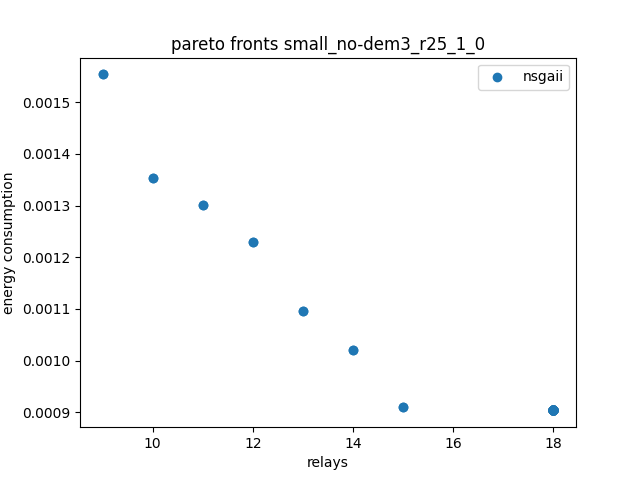 pareto fronts small_no-dem3_r25_1_0
nsgaii
0.0015
0.0014
0.0013
0.0012
0.0011
0.0010
0.0009
energy consumption
10 12 14 16 18
relays